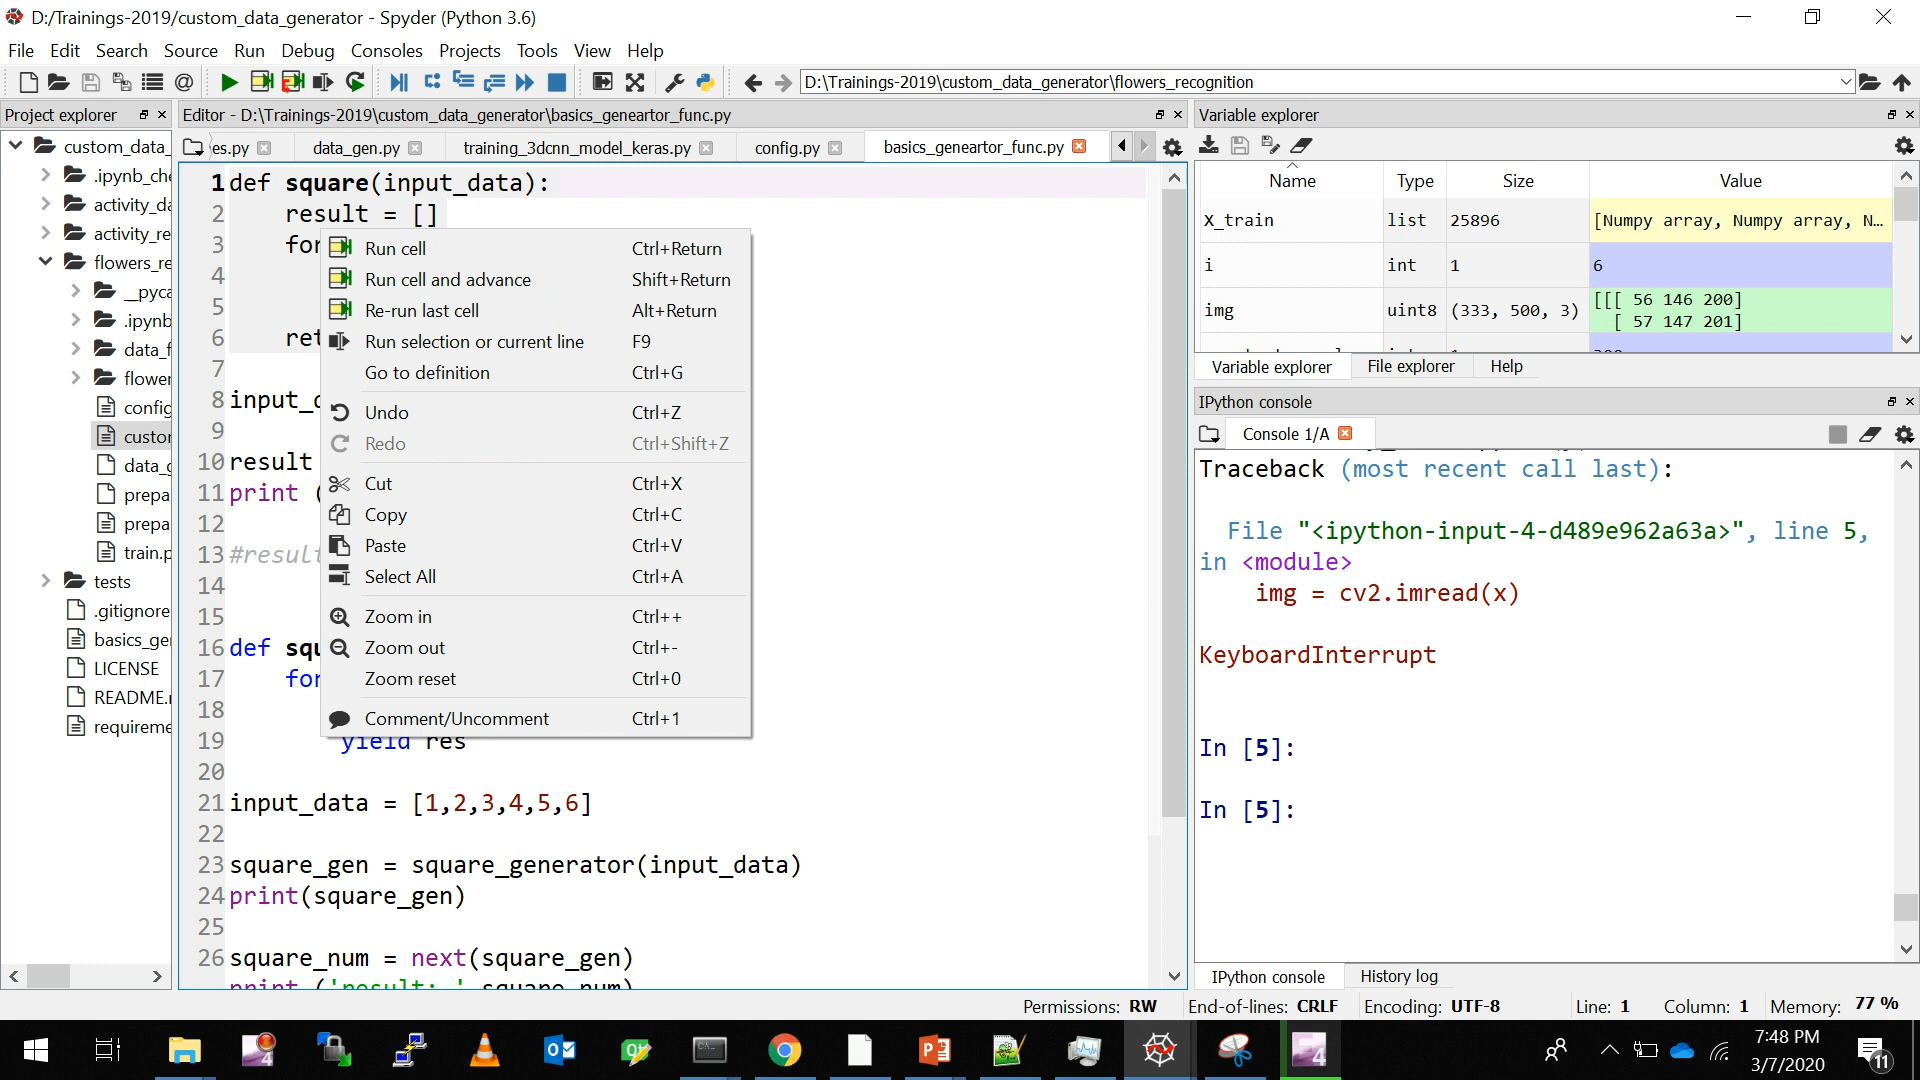 D:/Trainings-2019/custom_data_generator - Spyder (Python 3.6)
File Edit Search Source Run Debug Consoles Projects Tools View Help
D:\Trainings-2019\custom_data_generator\flowers_recognition
Project explorer
custom_data_
.ipynb_che
activity_da
activity_re
flowers_re
__pyca
.ipynb
data_f
flower
config
custor
data_g
prepa
prepa
train.p
tests
.gitignore
basics_ge
LICENSE
README.
requireme
Editor - D:\Trainings-2019\custom_data_generator\basics_geneartor_func.py
es.py data_gen.py training_3dcnn_model_keras.py config.py basics_geneartor_func.py
1 def square(input_data):
2 result = []
3 for
4
5
6 ret
7
8 input_d
9
10 result
11 print (
12
13 #result
14
15
16 def squ
17 for
18
19 yield res
20
21 input_data = [1,2,3,4,5,6]
22
23 square_gen = square_generator(input_data)
24 print(square_gen)
25
26 square_num = next(square_gen)
print ('result: ' square_num)
Run cell Ctrl+Return
Run cell and advance Shift+Return
Re-run last cell Alt+Return
Run selection or current line F9
Go to definition Ctrl+G
Undo Ctrl+Z
Redo Ctrl+Shift+Z
Cut Ctrl+X
Copy Ctrl+C
Paste Ctrl+V
Select All Ctrl+A
Zoom in Ctrl++
Zoom out Ctrl+-
Zoom reset Ctrl+0
Comment/Uncomment Ctrl+1
Variable explorer
Name Type Size Value
X_train list 25896 [Numpy array, Numpy array, N...
i int 1 6
img uint8 (333, 500, 3) [[[ 56 146 200]
[ 57 147 201]
Variable explorer File explorer Help
IPython console
Console 1/A
Traceback (most recent call last):
File "<ipython-input-4-d489e962a63a>", line 5,
in <module>
img = cv2.imread(x)
KeyboardInterrupt
In [5]:
In [5]:
IPython console History log
Permissions: RW End-of-lines: CRLF Encoding: UTF-8 Line: 1 Column: 1 Memory: 77 %
7:48 PM
3/7/2020
11